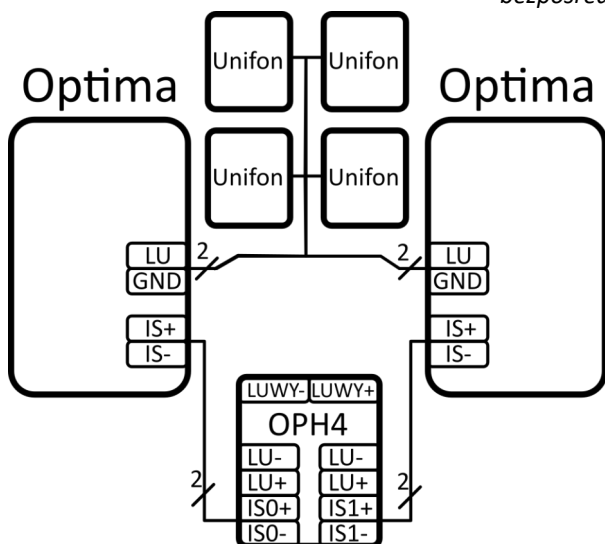 bezpośred
Unifon Unifon
Optima Optima
Unifon Unifon
2 2
LU LU
GND GND
IS+ IS+
IS- IS-
LUWY- LUWY+
OPH4
LU- LU-
2 LU+ LU+ 2
IS0+ IS1+
IS0- IS1-